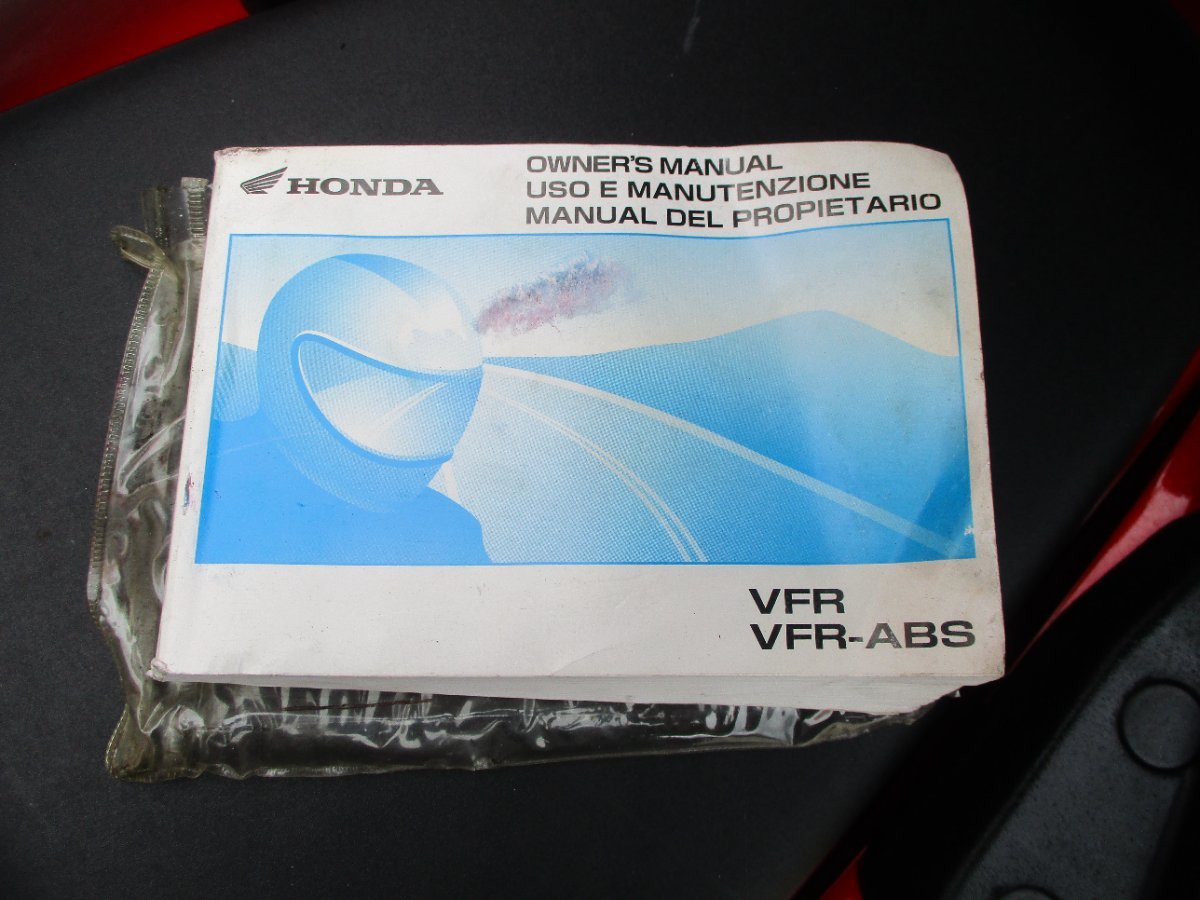 HONDA
OWNER'S MANUAL
USO E MANUTENZIONE
MANUAL DEL PROPIETARIO
VFR
VFR-ABS